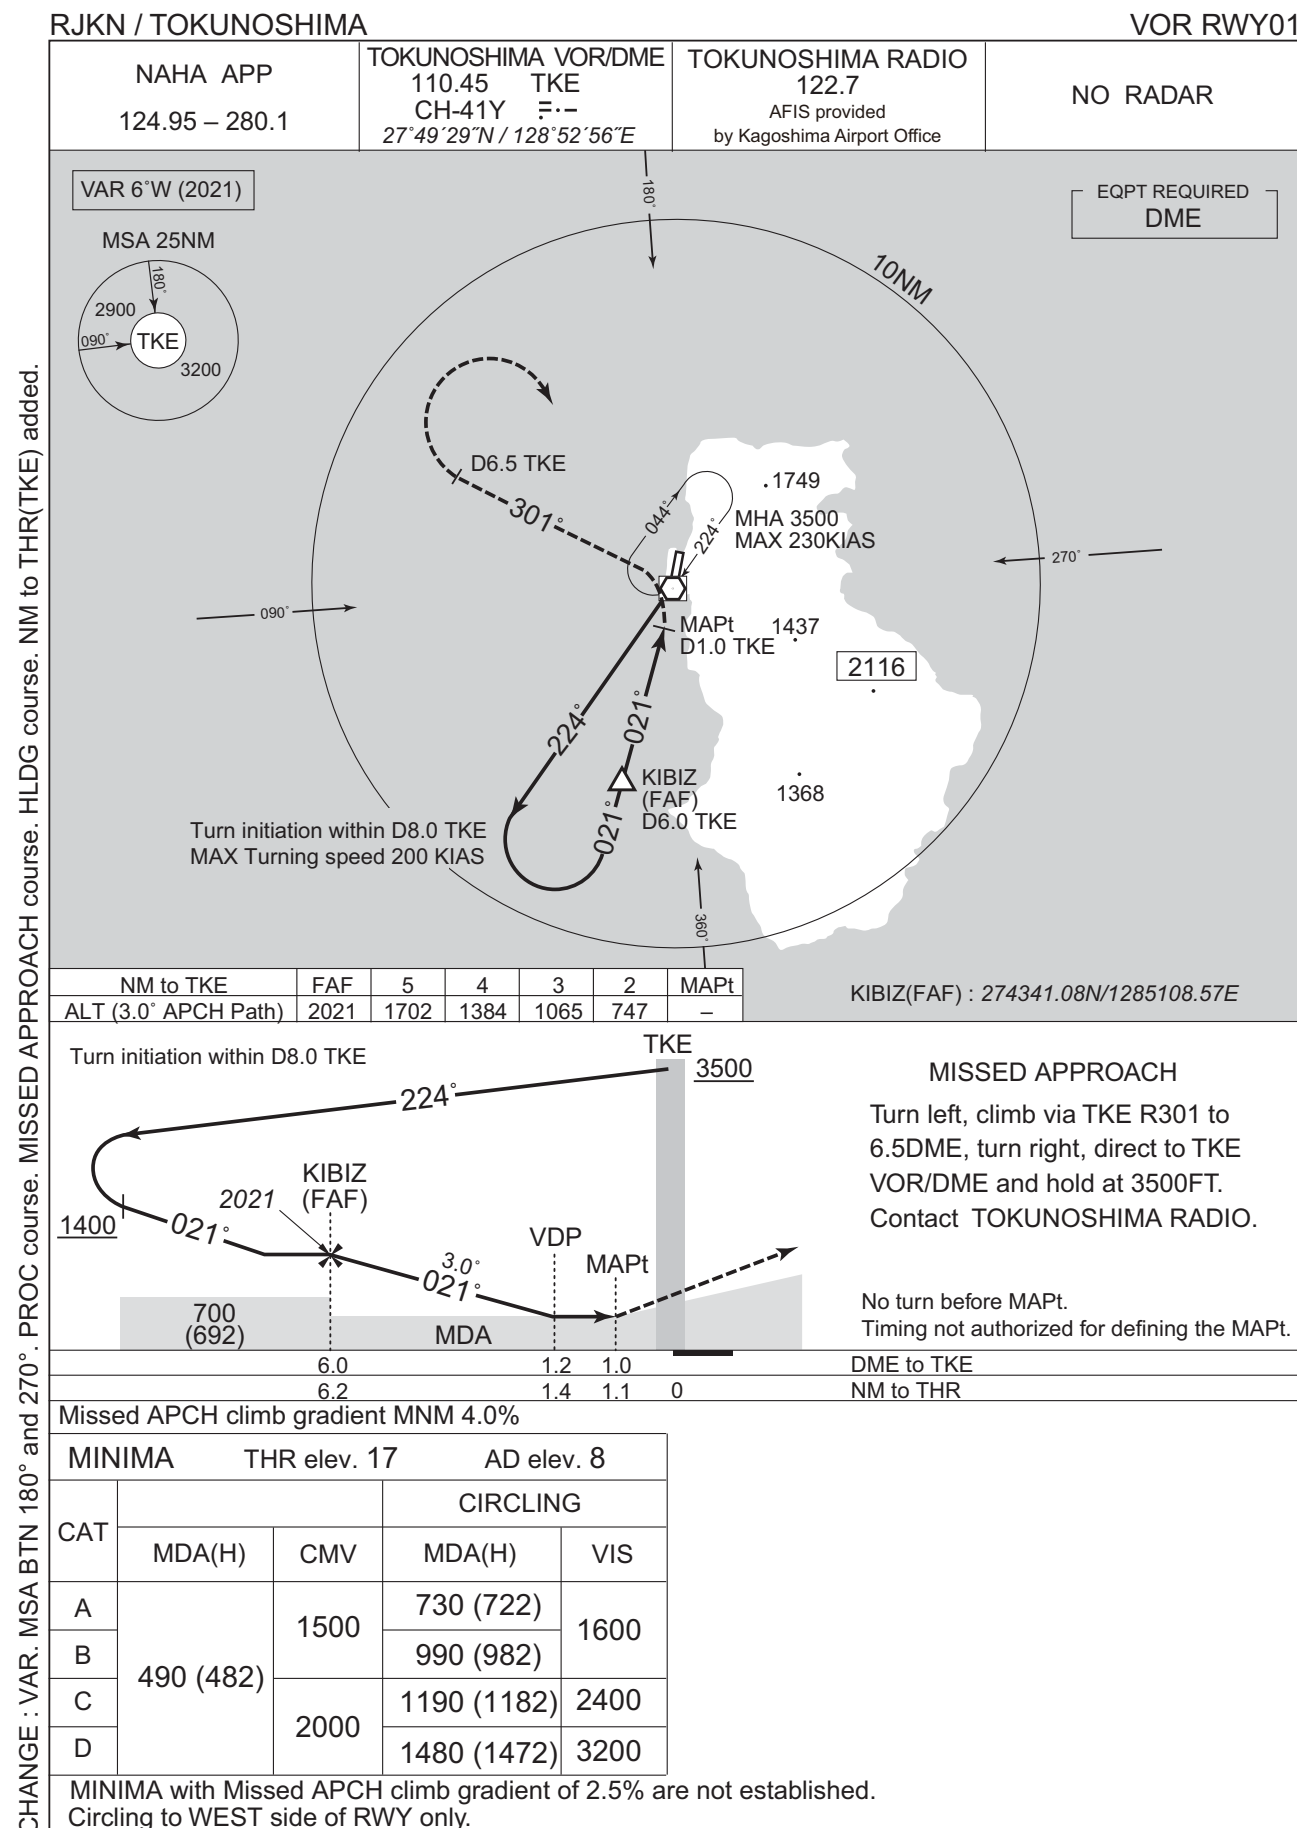 RJKN / TOKUNOSHIMA VOR RWY01
NAHA APP
124.95 – 280.1
TOKUNOSHIMA VOR/DME
110.45 TKE
CH-41Y
27°49´29˝N / 128°52´56˝E
TOKUNOSHIMA RADIO
122.7
AFIS provided
by Kagoshima Airport Office
NO RADAR
VAR 6°W (2021)
EQPT REQUIRED
DME
MSA 25NM
180°
2900
090°
TKE
3200
180°
10NM
D6.5 TKE
301°
044°
224°
1749
MHA 3500
MAX 230KIAS
270°
090°
MAPt
D1.0 TKE
1437
2116
224°
021°
KIBIZ
(FAF)
D6.0 TKE
1368
021°
Turn initiation within D8.0 TKE
MAX Turning speed 200 KIAS
360°
NM to TKE FAF 5 4 3 2 MAPt
ALT (3.0° APCH Path) 2021 1702 1384 1065 747 –
KIBIZ(FAF) : 274341.08N/1285108.57E
Turn initiation within D8.0 TKE
TKE
3500
224°
KIBIZ
(FAF)
2021
1400
021°
VDP
MAPt
3.0°
021°
700
(692)
MDA
MISSED APPROACH
Turn left, climb via TKE R301 to
6.5DME, turn right, direct to TKE
VOR/DME and hold at 3500FT.
Contact TOKUNOSHIMA RADIO.
No turn before MAPt.
Timing not authorized for defining the MAPt.
6.0 1.2 1.0 DME to TKE
6.2 1.4 1.1 0 NM to THR
Missed APCH climb gradient MNM 4.0%
MINIMA THR elev. 17 AD elev. 8
CAT
CIRCLING
MDA(H) CMV MDA(H) VIS
A 490 (482) 1500 730 (722) 1600
B 990 (982)
C 2000 1190 (1182) 2400
D 1480 (1472) 3200
MINIMA with Missed APCH climb gradient of 2.5% are not established.
Circling to WEST side of RWY only.
CHANGE : VAR. MSA BTN 180° and 270°. PROC course. MISSED APPROACH course. HLDG course. NM to THR(TKE) added.